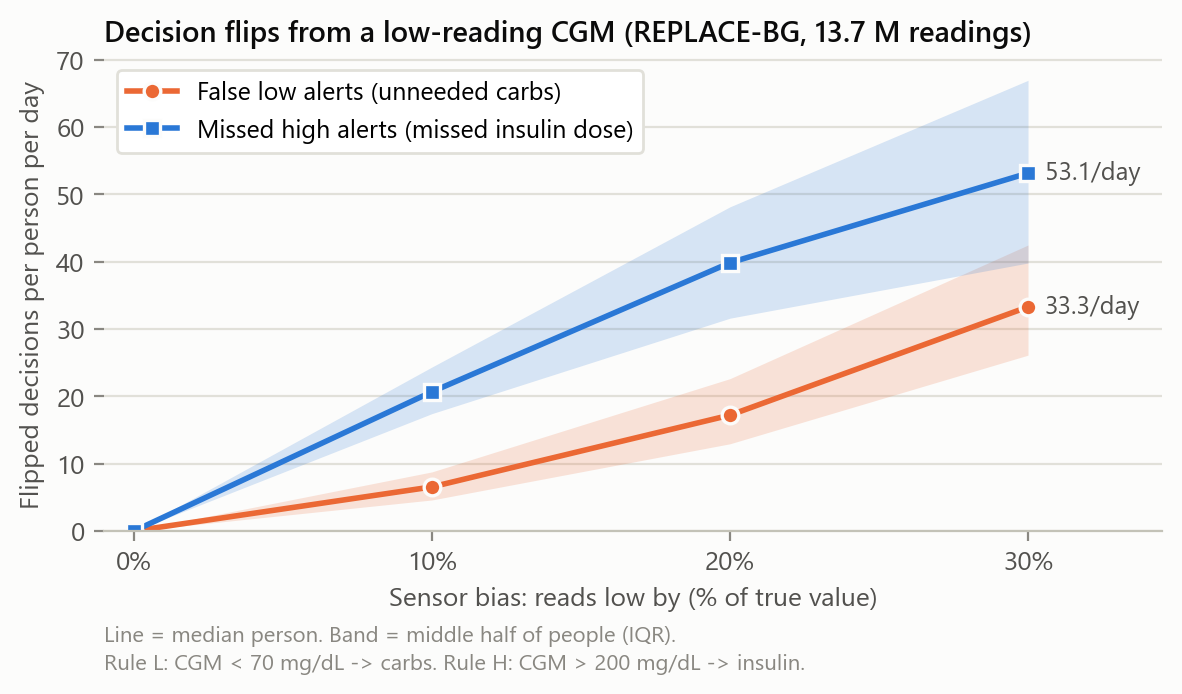 Decision flips from a low-reading CGM (REPLACE-BG, 13.7 M readings)
False low alerts (unneeded carbs)
Missed high alerts (missed insulin dose)
Flipped decisions per person per day
70
60
50
40
30
20
10
0
53.1/day
33.3/day
0%
10%
20%
30%
Sensor bias: reads low by (% of true value)
Line = median person. Band = middle half of people (IQR).
Rule L: CGM < 70 mg/dL -> carbs. Rule H: CGM > 200 mg/dL -> insulin.